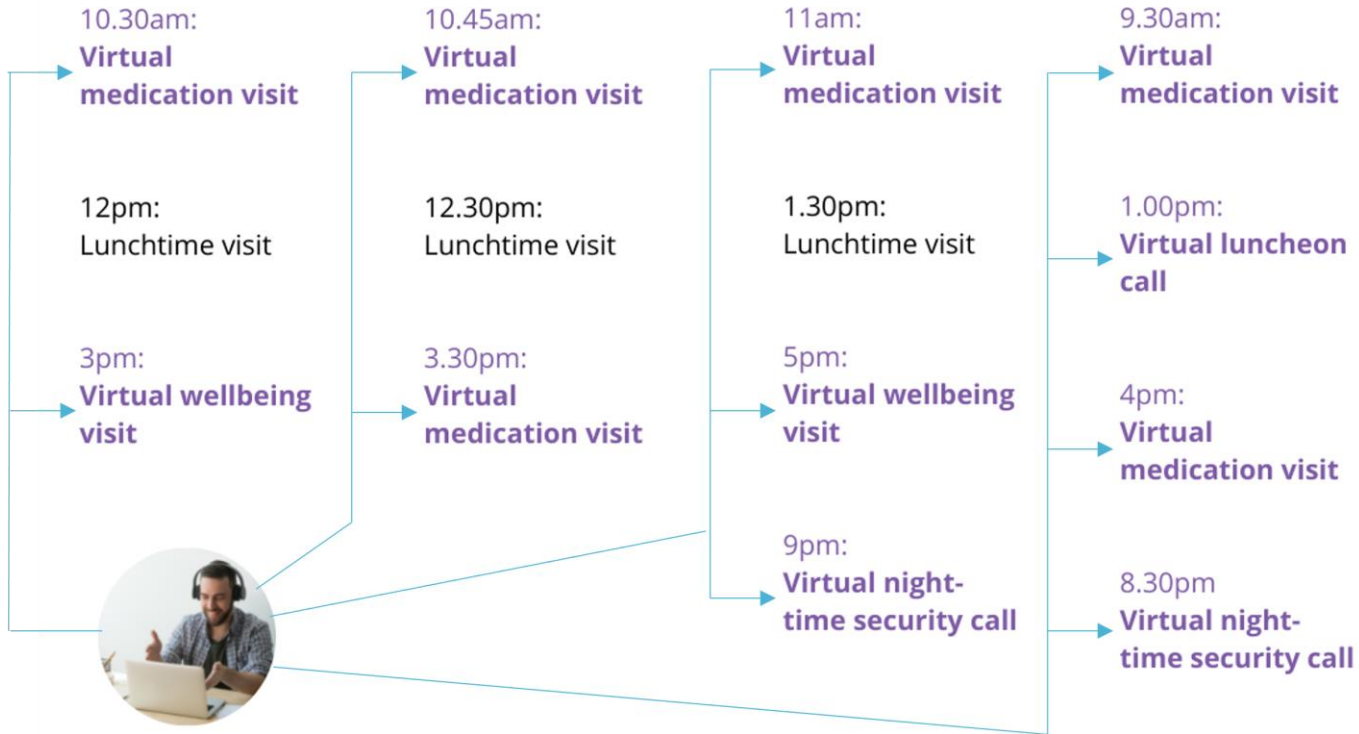 10.30am:
Virtual
medication visit
12pm:
Lunchtime visit
3pm:
Virtual wellbeing
visit
10.45am:
Virtual
medication visit
12.30pm:
Lunchtime visit
3.30pm:
Virtual
medication visit
11am:
Virtual
medication visit
1.30pm:
Lunchtime visit
5pm:
Virtual wellbeing
visit
9pm:
Virtual night-
time security call
9.30am:
Virtual
medication visit
1.00pm:
Virtual luncheon
call
4pm:
Virtual
medication visit
8.30pm
Virtual night-
time security call